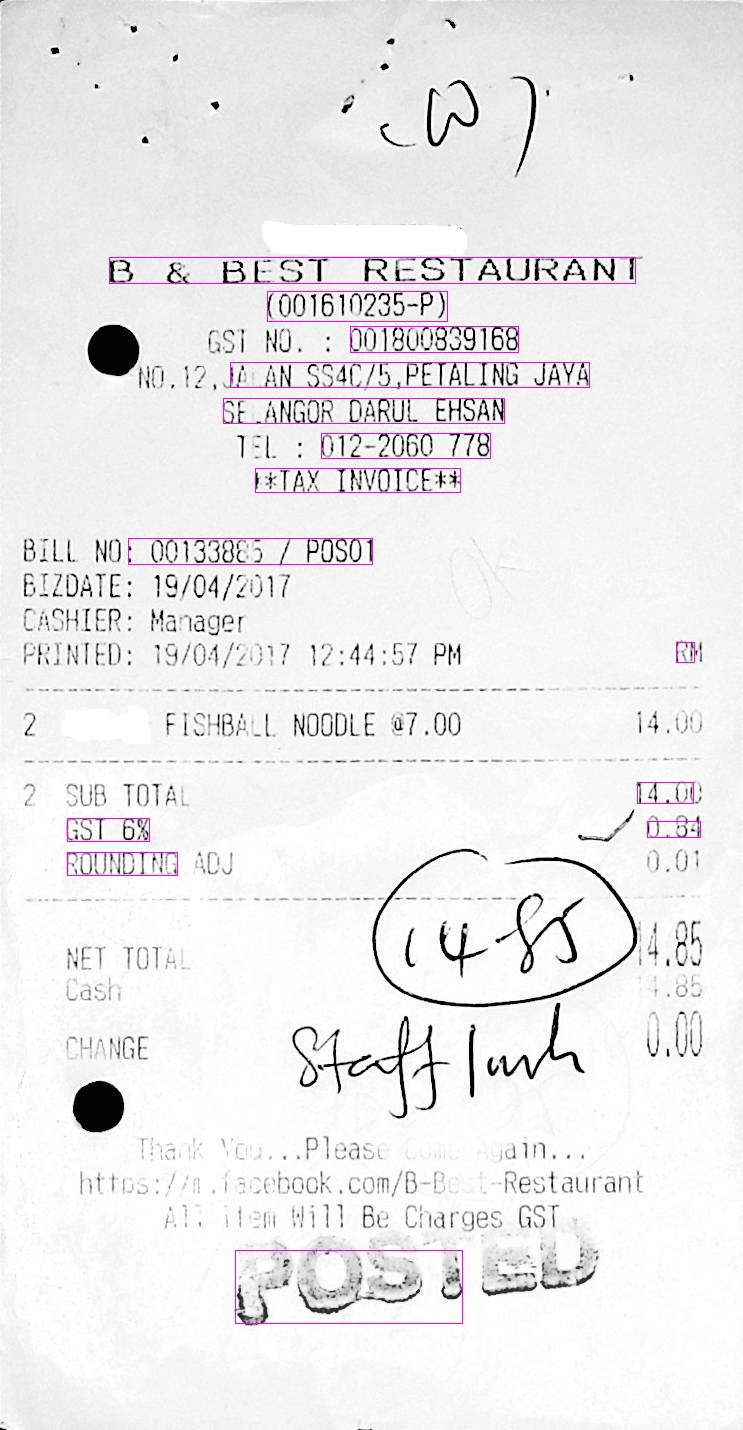 B & BEST RESTAURANT
(001610235-P)
GST NO. : 001800839168
NO.12,JALAN SS4C/5,PETALING JAYA
SELANGOR DARUL EHSAN
TEL : 012-2060 778
**TAX INVOICE**
BILL NO: 00133885 / POS01
BIZDATE: 19/04/2017
CASHIER: Manager
PRINTED: 19/04/2017 12:44:57 PM RM
2 FISHBALL NOODLE @7.00 14.00
2 SUB TOTAL 14.00
GST 6% 0.84
ROUNDING ADJ 0.01
14.85
NET TOTAL 14.85
Cash 14.85
CHANGE 0.00
Staff lunh
Thank You...Please Come Again...
https://m.facebook.com/B-Best-Restaurant
All item Will Be Charges GST
POSTED